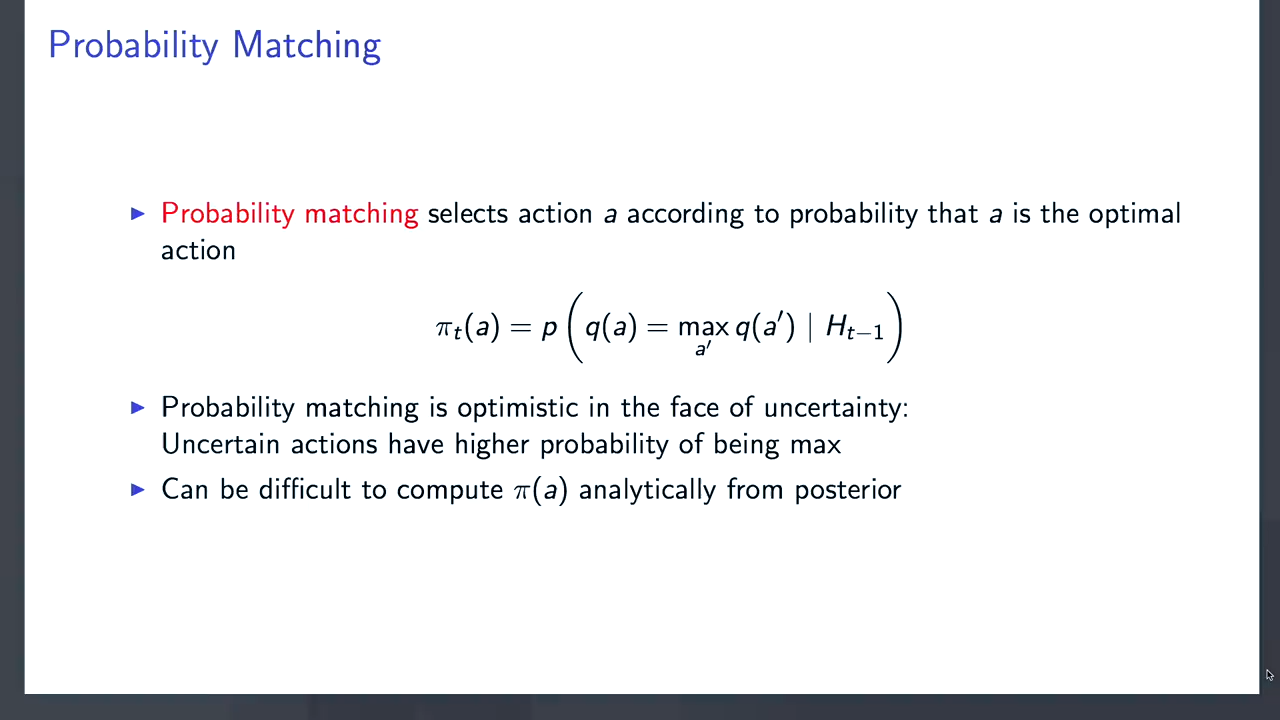 Probability Matching
▶ Probability matching selects action a according to probability that a is the optimal
action
π_t(a) = p ( q(a) = max_{a′} q(a′) | H_{t−1} )
▶ Probability matching is optimistic in the face of uncertainty:
Uncertain actions have higher probability of being max
▶ Can be difficult to compute π(a) analytically from posterior